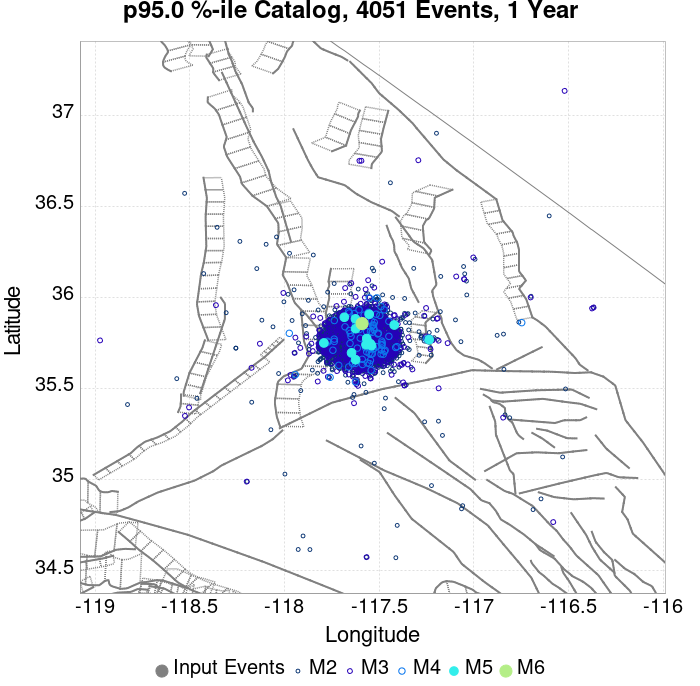 p95.0 %-ile Catalog, 4051 Events, 1 Year
37
36.5
36
35.5
35
34.5
Latitude
-119
-118.5
-118
-117.5
-117
-116.5
-116
Longitude
Input Events
M2
M3
M4
M5
M6